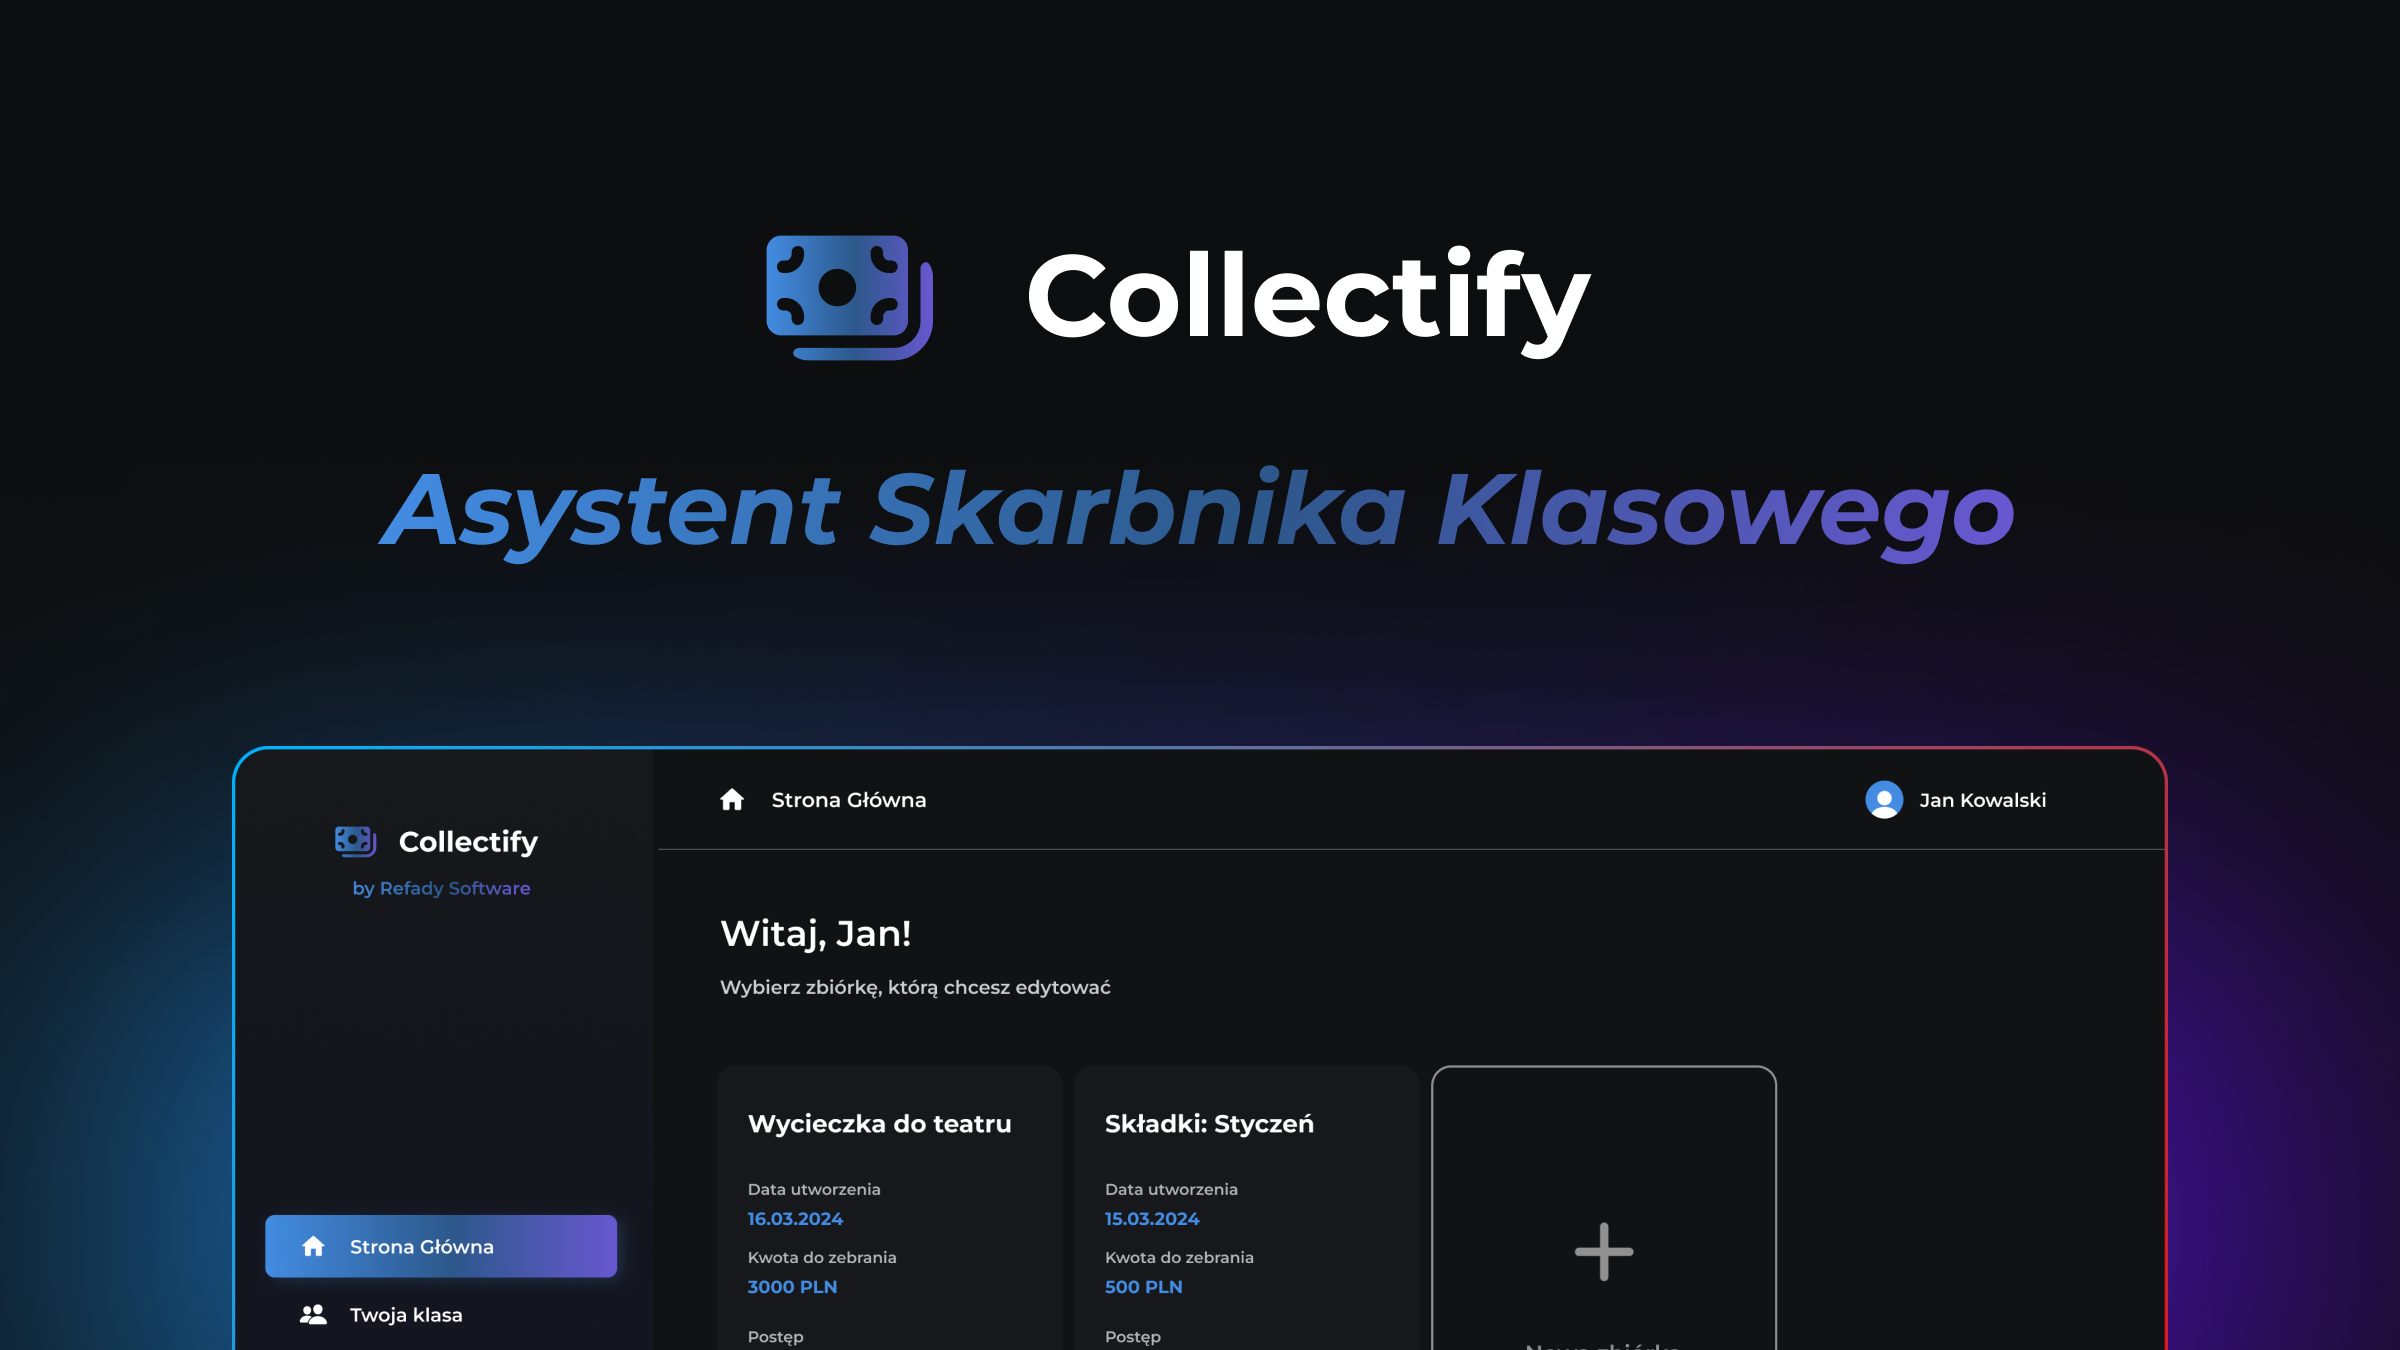 Collectify
Asystent Skarbnika Klasowego
Collectify
by Refady Software
Strona Główna
Twoja klasa
Strona Główna
Jan Kowalski
Witaj, Jan!
Wybierz zbiórkę, którą chcesz edytować
Wycieczka do teatru
Data utworzenia
16.03.2024
Kwota do zebrania
3000 PLN
Postęp
Składki: Styczeń
Data utworzenia
15.03.2024
Kwota do zebrania
500 PLN
Postęp